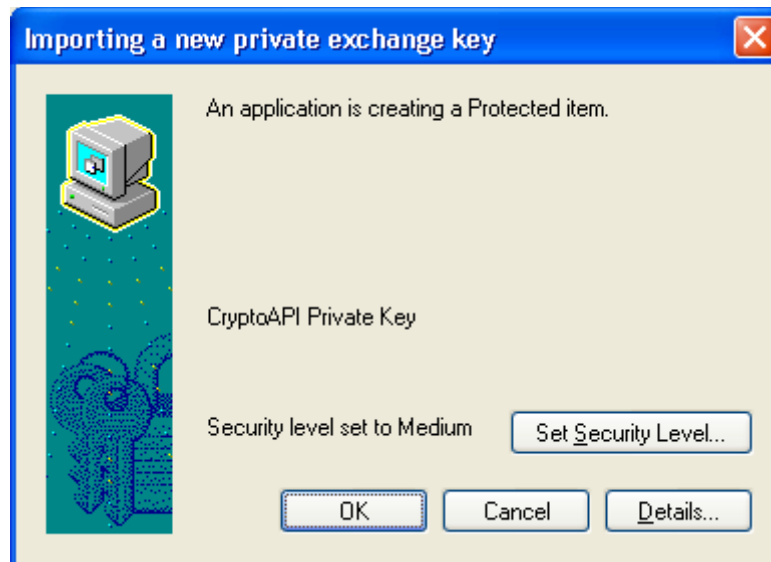 Importing a new private exchange key
An application is creating a Protected item.
CryptoAPI Private Key
Security level set to Medium
Set Security Level...
OK
Cancel
Details...